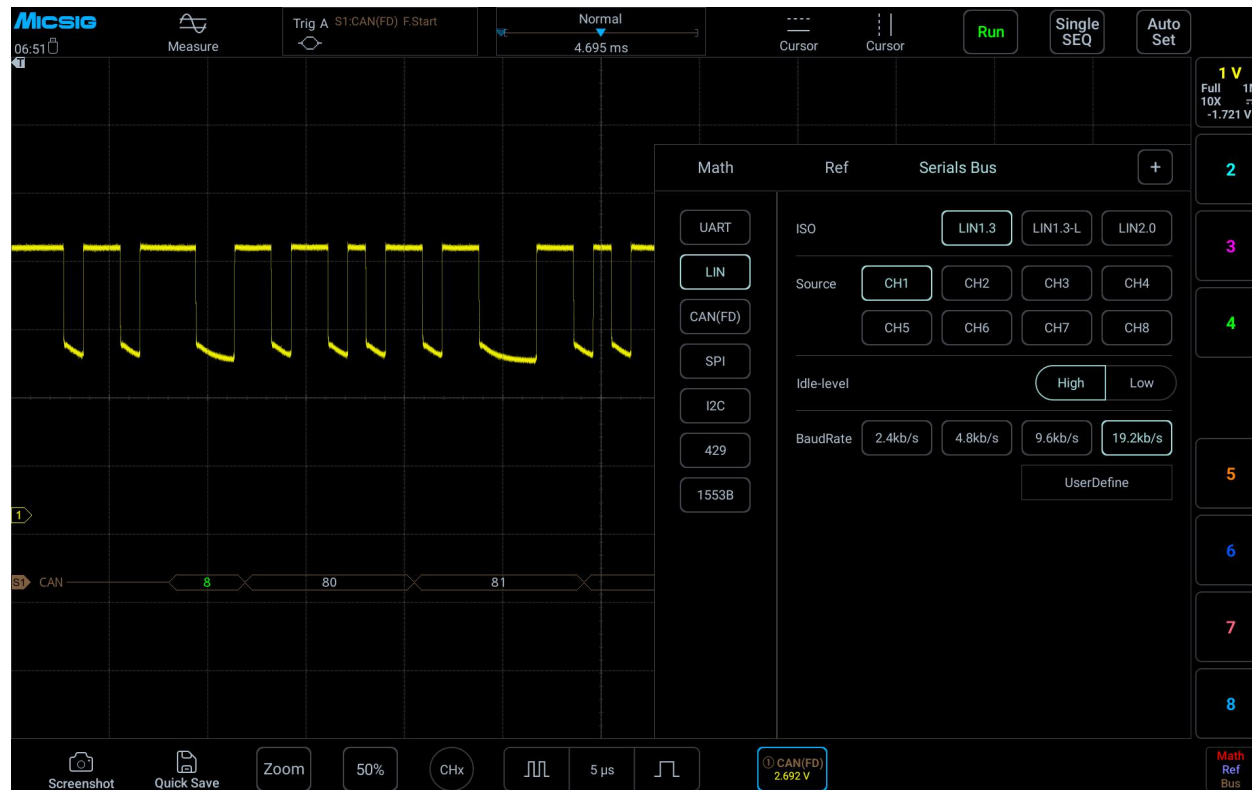 Micsig
06:51
Measure
Trig A S1:CAN(FD) F.Start
Normal
4.695 ms
Cursor
Cursor
Run
Single
SEQ
Auto
Set
T
1 V
Full 1M
10X
-1.721 V
2
3
4
5
6
7
8
Math Ref Serials Bus +
UART
LIN
CAN(FD)
SPI
I2C
429
1553B
ISO LIN1.3 LIN1.3-L LIN2.0
Source CH1 CH2 CH3 CH4
CH5 CH6 CH7 CH8
Idle-level High Low
BaudRate 2.4kb/s 4.8kb/s 9.6kb/s 19.2kb/s
UserDefine
1
S1 CAN 8 80 81
Screenshot
Quick Save
Zoom
50%
CHx
5 µs
1 CAN(FD)
2.692 V
Math
Ref
Bus